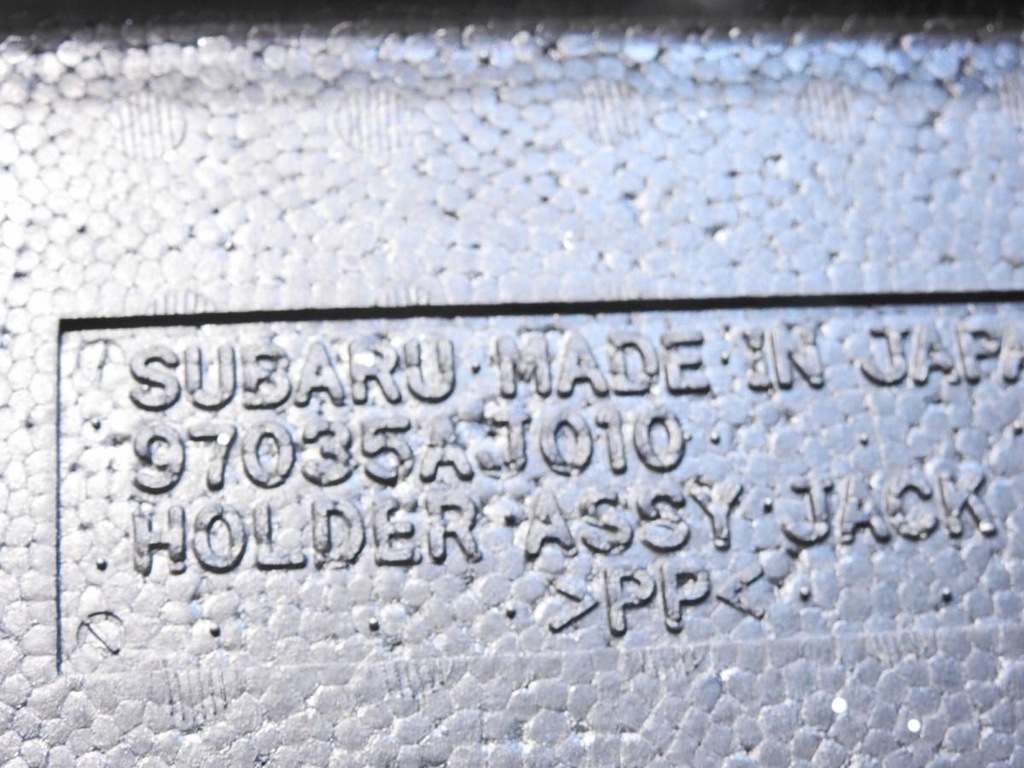 SUBARU MADE IN JAPA
97035AJ010
HOLDER ASSY JACK
>PP<